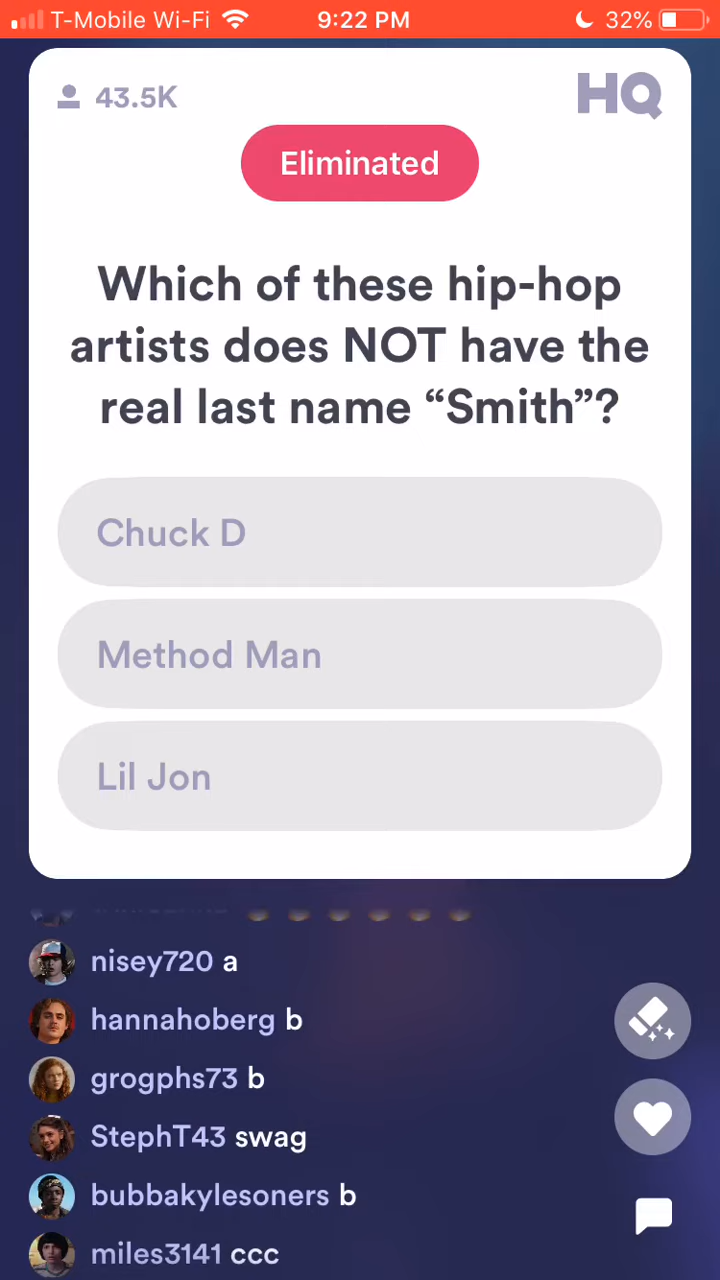 T-Mobile Wi-Fi 9:22 PM 32%
43.5K HQ
Eliminated
Which of these hip-hop
artists does NOT have the
real last name “Smith”?
Chuck D
Method Man
Lil Jon
nisey720 a
hannahoberg b
grogphs73 b
StephT43 swag
bubbakylesoners b
miles3141 ccc